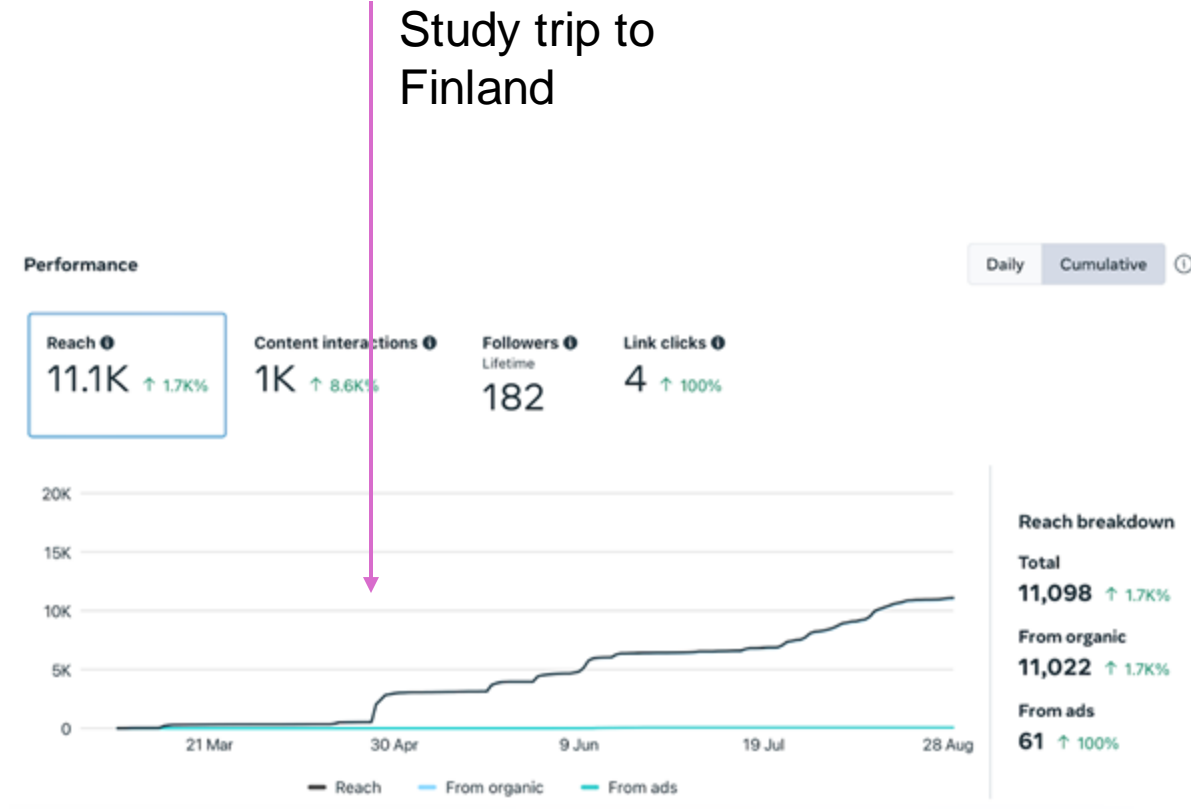 Study trip to
Finland
Performance
Daily Cumulative
Reach
11.1K ↑ 1.7K%
Content interactions
1K ↑ 8.6K%
Followers
Lifetime
182
Link clicks
4 ↑ 100%
20K
15K
10K
5K
0
21 Mar 30 Apr 9 Jun 19 Jul 28 Aug
Reach From organic From ads
Reach breakdown
Total
11,098 ↑ 1.7K%
From organic
11,022 ↑ 1.7K%
From ads
61 ↑ 100%